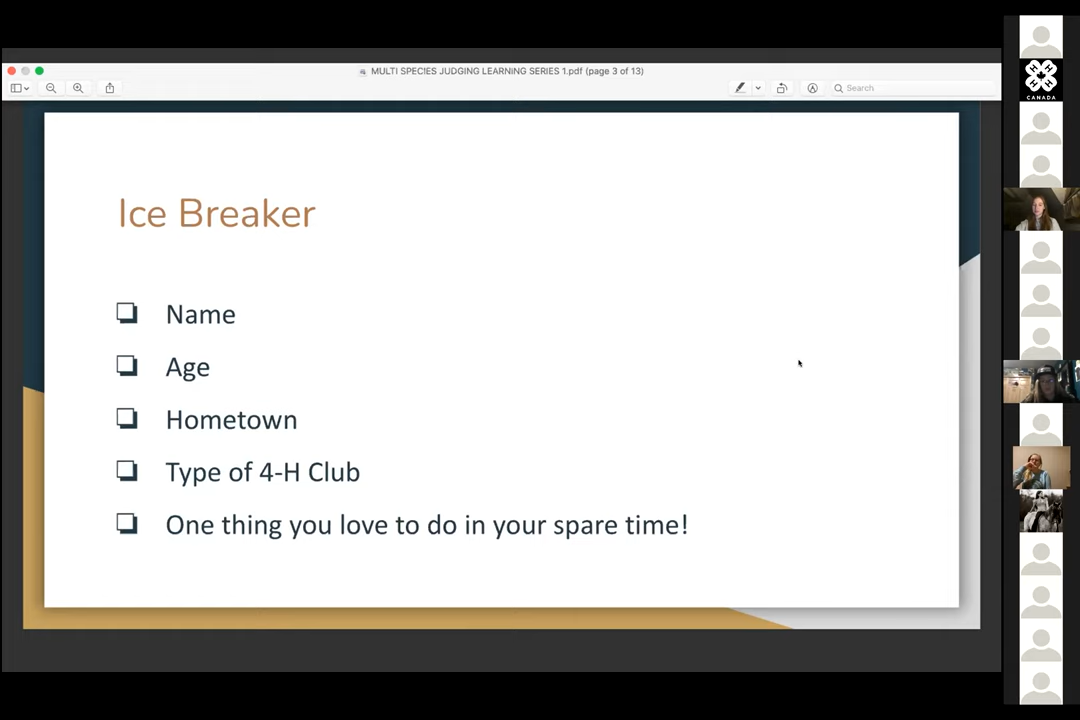 MULTI SPECIES JUDGING LEARNING SERIES 1.pdf (page 3 of 13)
Search
Ice Breaker
Name
Age
Hometown
Type of 4-H Club
One thing you love to do in your spare time!
H H
H H
CANADA